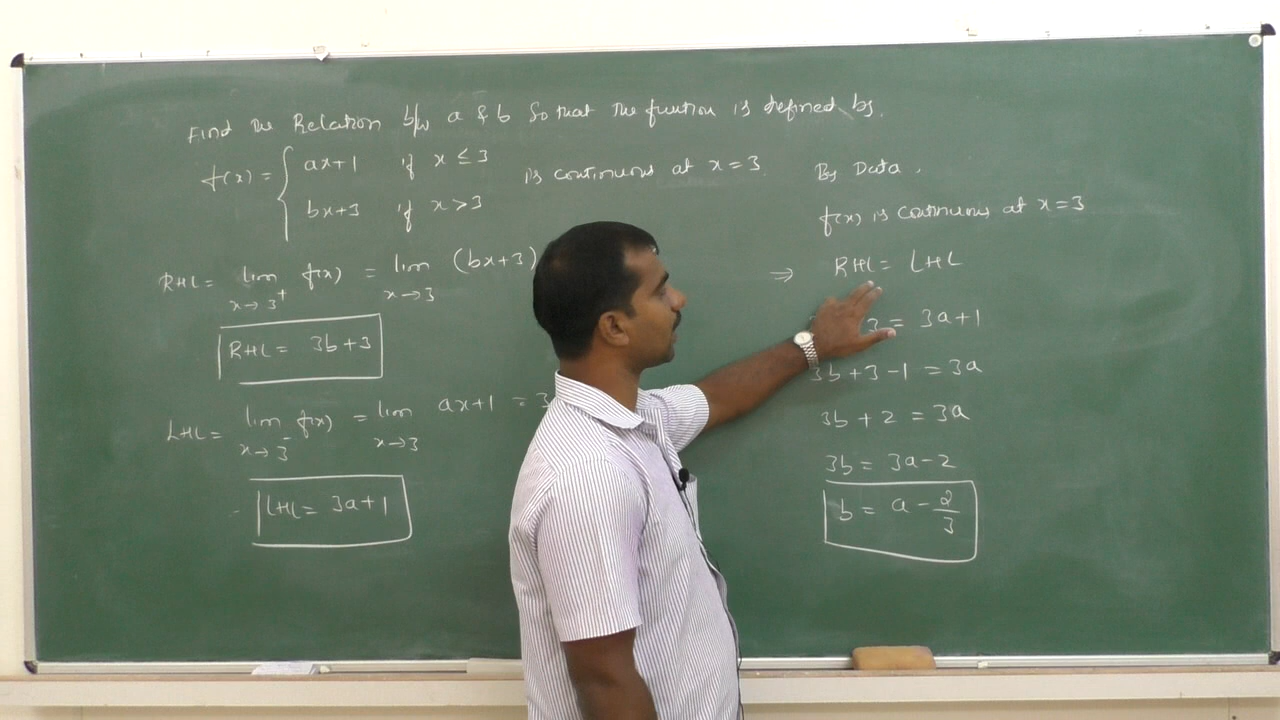 Find the Relation b/w a & b So that the function is defined by.
f(x) = { ax+1 if x ≤ 3
bx+3 if x > 3
is continuous at x = 3.
RHL = lim x→3⁺ f(x) = lim x→3 (bx+3)
RHL = 3b+3
LHL = lim x→3⁻ f(x) = lim x→3 ax+1 = 3
LHL = 3a+1
By Data,
f(x) is continuous at x=3
⇒ RHL = LHL
3 = 3a+1
3b+3-1 = 3a
3b+2 = 3a
3b = 3a-2
b = a - 2/3